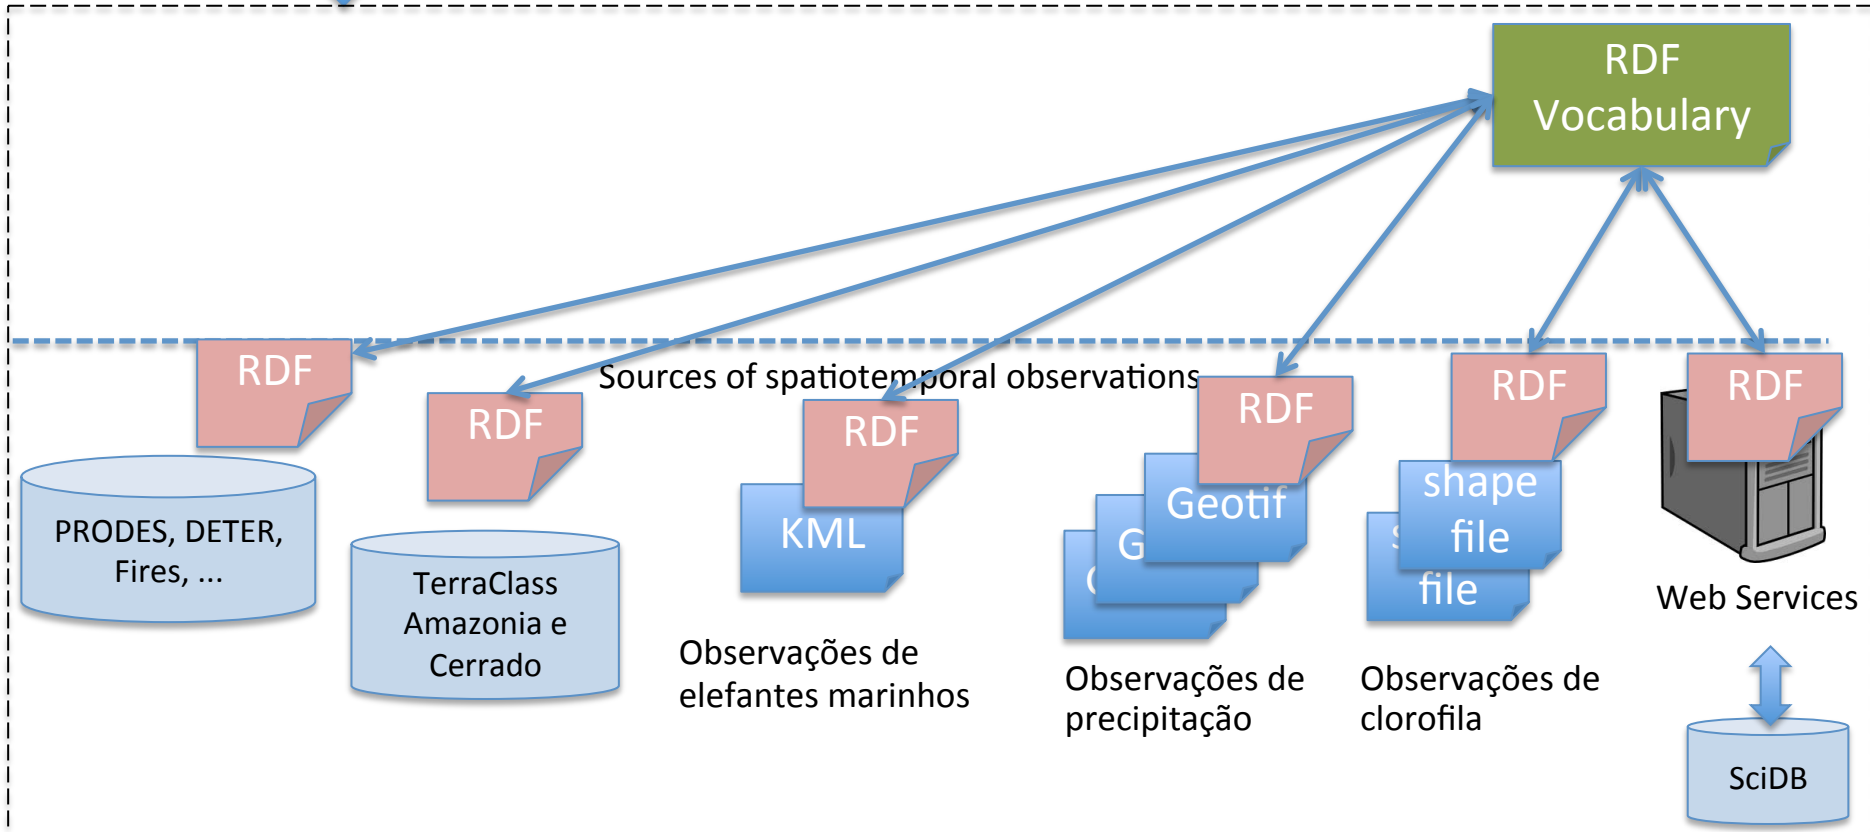 RDF
Vocabulary
Sources of spatiotemporal observations
RDF
RDF
RDF
RDF
RDF
RDF
PRODES, DETER,
Fires, ...
TerraClass
Amazonia e
Cerrado
KML
Observações de
elefantes marinhos
Geotif
G
Observações de
precipitação
shape
file
file
Observações de
clorofila
Web Services
SciDB